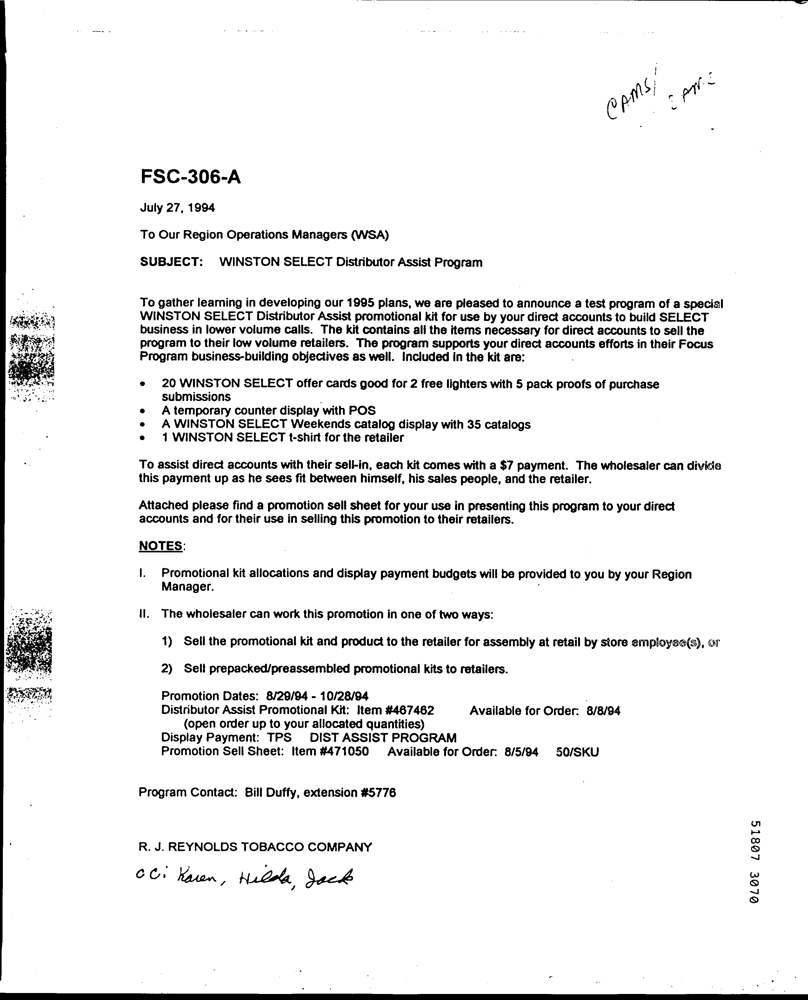 FSC-306-A
July 27, 1994
To Our Region Operations Managers (WSA)
SUBJECT: WINSTON SELECT Distributor Assist Program
To gather learning in developing our 1995 plans, we are pleased to announce a test program of a special
WINSTON SELECT Distributor Assist promotional kit for use by your direct accounts to build SELECT
business in lower volume calls. The kit contains all the items necessary for direct accounts to sell the
program to their low volume retailers. The program supports your direct accounts efforts in their Focus
Program business-building objectives as well. Included in the kit are:
• 20 WINSTON SELECT offer cards good for 2 free lighters with 5 pack proofs of purchase
submissions
• A temporary counter display with POS
• A WINSTON SELECT Weekends catalog display with 35 catalogs
• 1 WINSTON SELECT t-shirt for the retailer
To assist direct accounts with their sell-in, each kit comes with a $7 payment. The wholesaler can divide
this payment up as he sees fit between himself, his sales people, and the retailer.
Attached please find a promotion sell sheet for your use in presenting this program to your direct
accounts and for their use in selling this promotion to their retailers.
NOTES:
I. Promotional kit allocations and display payment budgets will be provided to you by your Region
Manager.
II. The wholesaler can work this promotion in one of two ways:
1) Sell the promotional kit and product to the retailer for assembly at retail by store employee(s), or
2) Sell prepacked/preassembled promotional kits to retailers.
Promotion Dates: 8/29/94 - 10/28/94
Distributor Assist Promotional Kit: Item #467462 Available for Order: 8/8/94
(open order up to your allocated quantities)
Display Payment: TPS DIST ASSIST PROGRAM
Promotion Sell Sheet: Item #471050 Available for Order: 8/5/94 50/SKU
Program Contact: Bill Duffy, extension #5776
R. J. REYNOLDS TOBACCO COMPANY
cc: Karen, Hilda, Jack
51807 3070